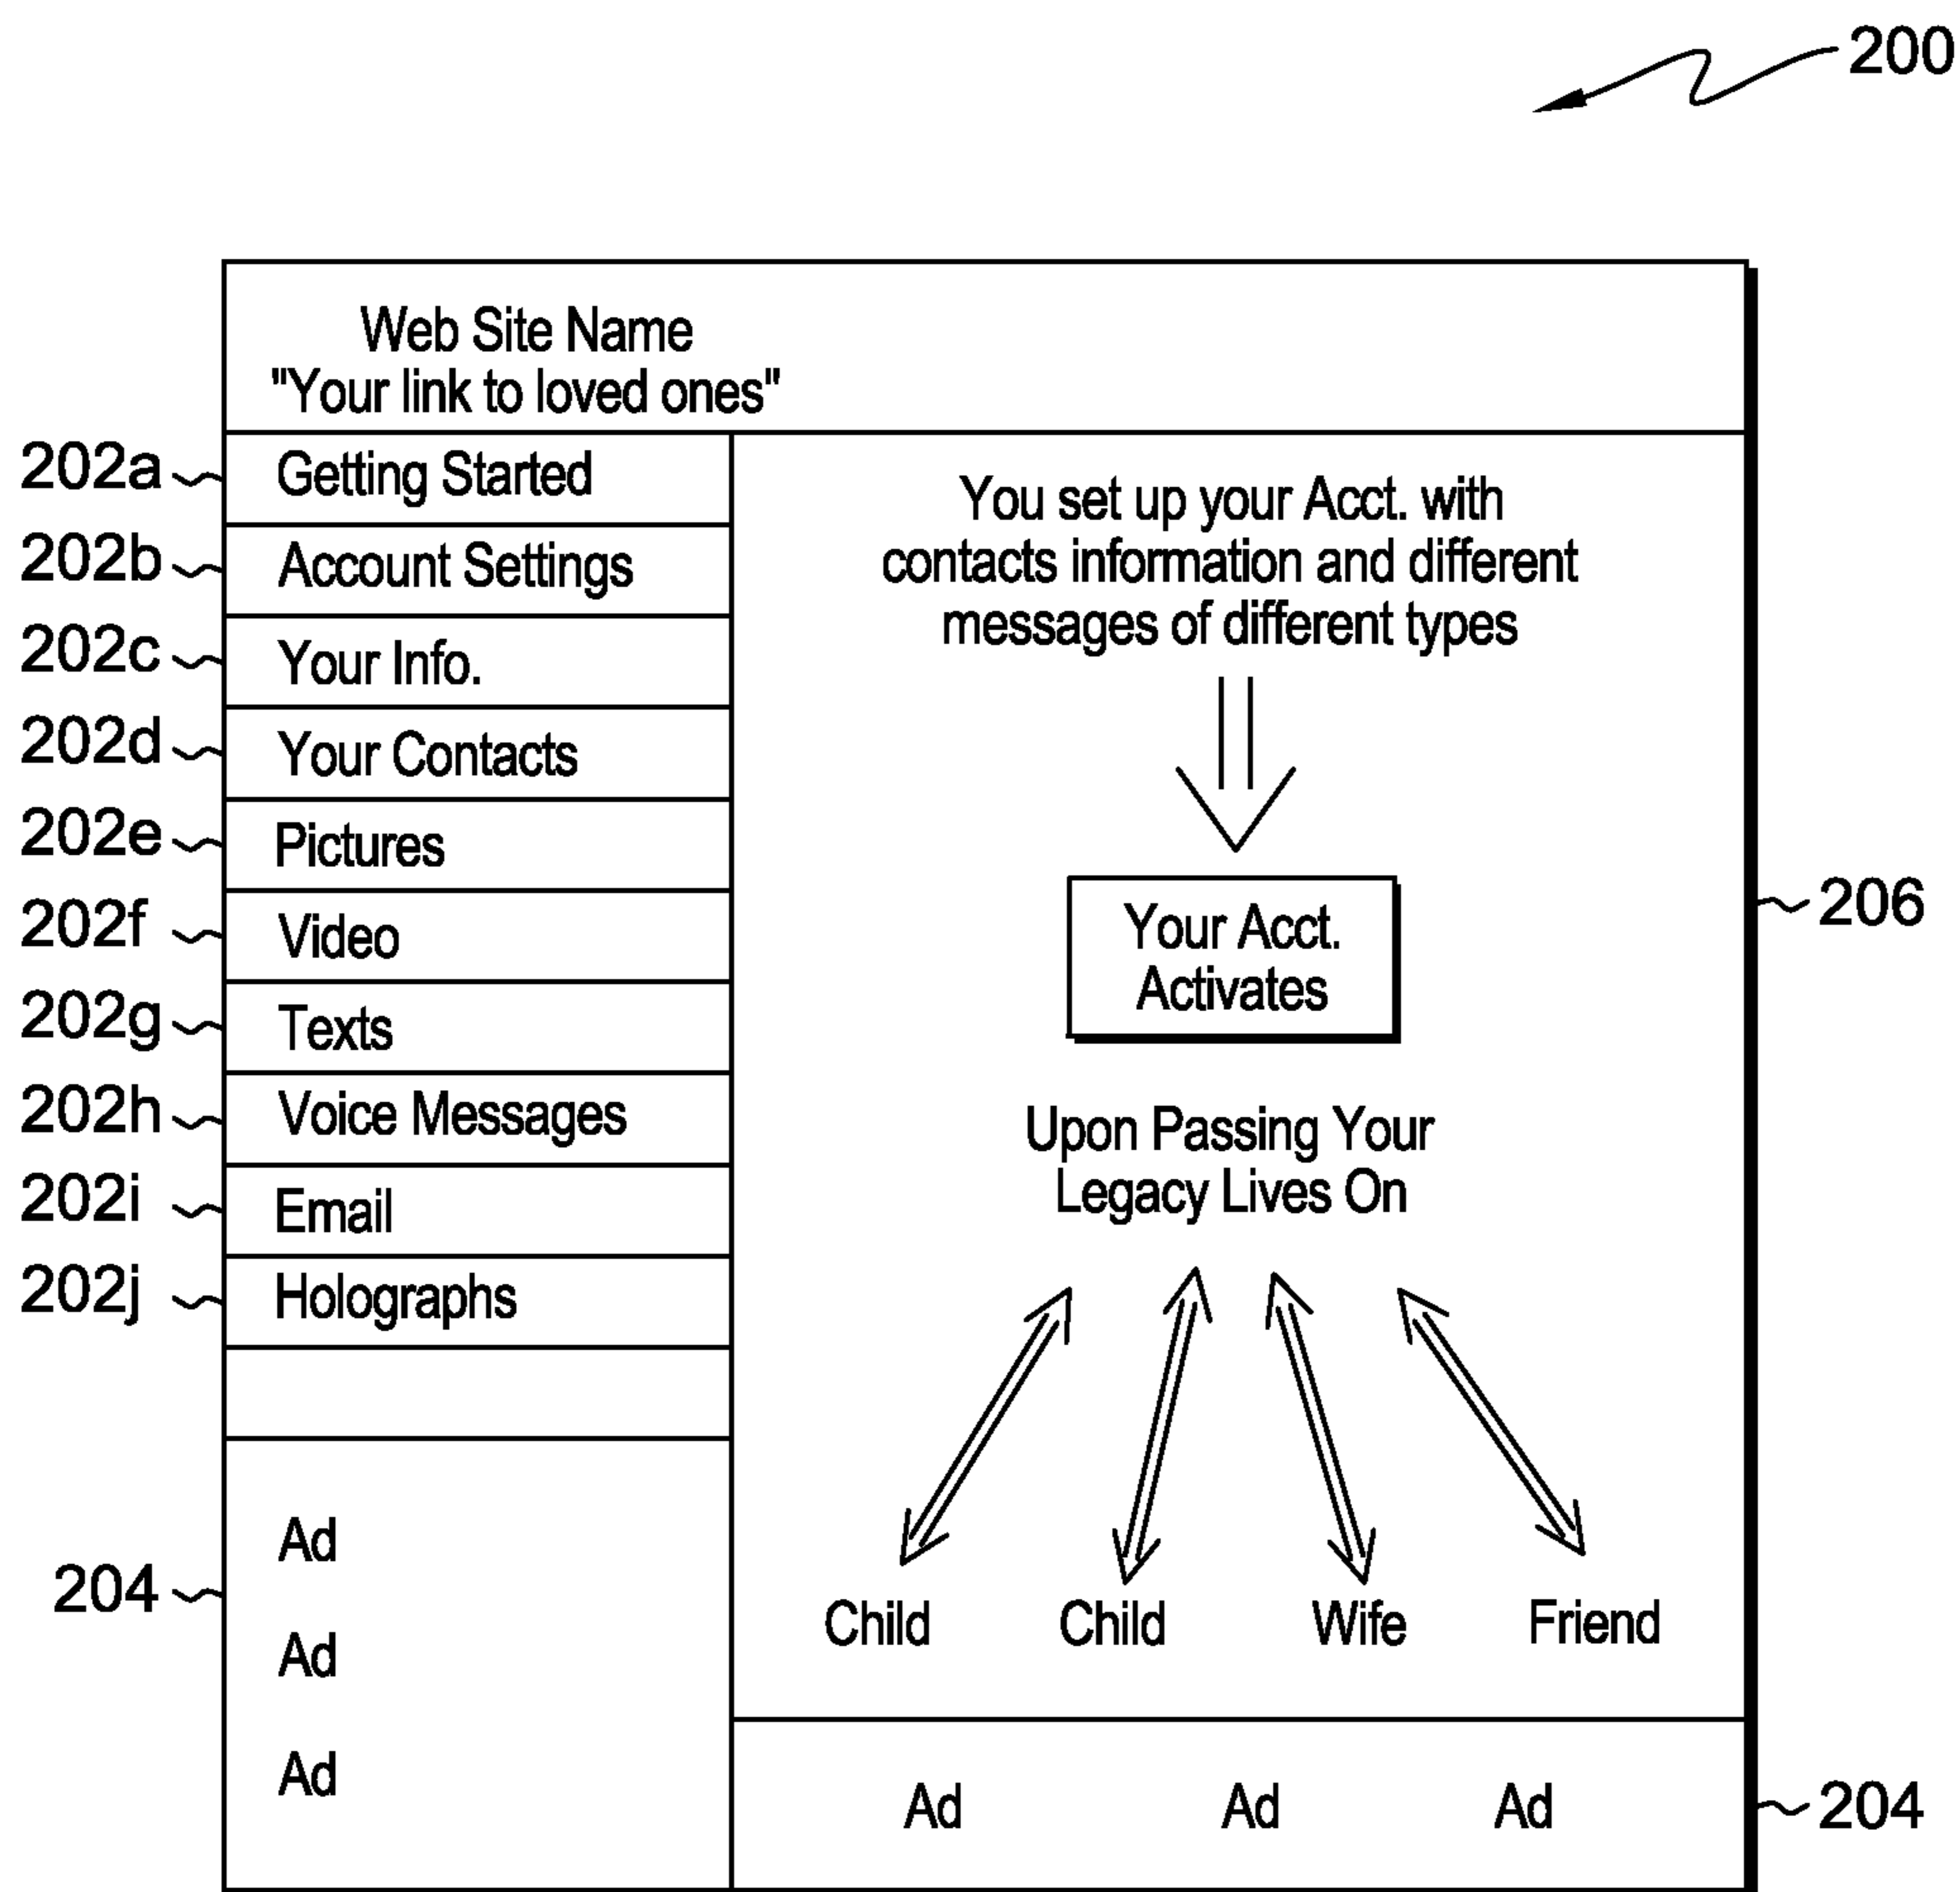 200
Web Site Name
"Your link to loved ones"
202a Getting Started
202b Account Settings
202c Your Info.
202d Your Contacts
202e Pictures
202f Video
202g Texts
202h Voice Messages
202i Email
202j Holographs
204
Ad
Ad
Ad
You set up your Acct. with
contacts information and different
messages of different types
Your Acct.
Activates
206
Upon Passing Your
Legacy Lives On
Child Child Wife Friend
Ad Ad Ad 204